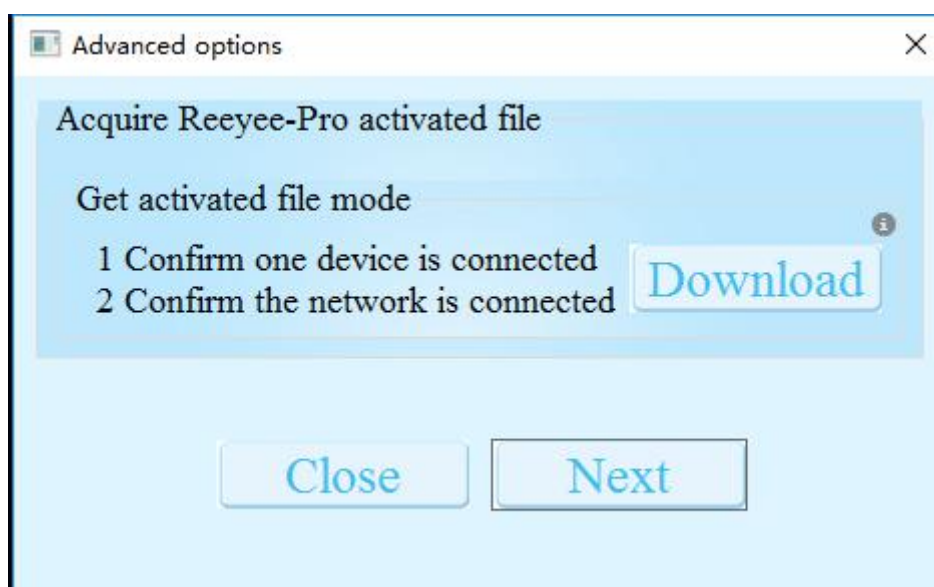 Advanced options
Acquire Reeyee-Pro activated file
Get activated file mode
1 Confirm one device is connected
2 Confirm the network is connected
Download
Close
Next